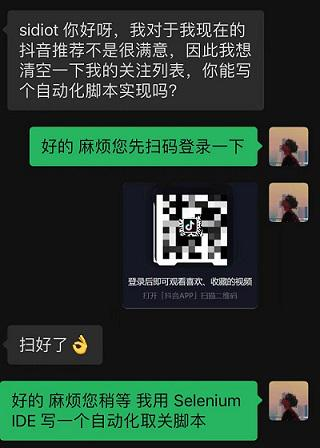 sidiot 你好呀，我对于我现在的
抖音推荐不是很满意，因此我想
清空一下我的关注列表，你能写
个自动化脚本实现吗？
好的 麻烦您先扫码登录一下
登录后即可观看喜欢、收藏的视频
打开「抖音APP」扫描二维码
扫好了👌
好的 麻烦您稍等 我用 Selenium
IDE 写一个自动化取关脚本